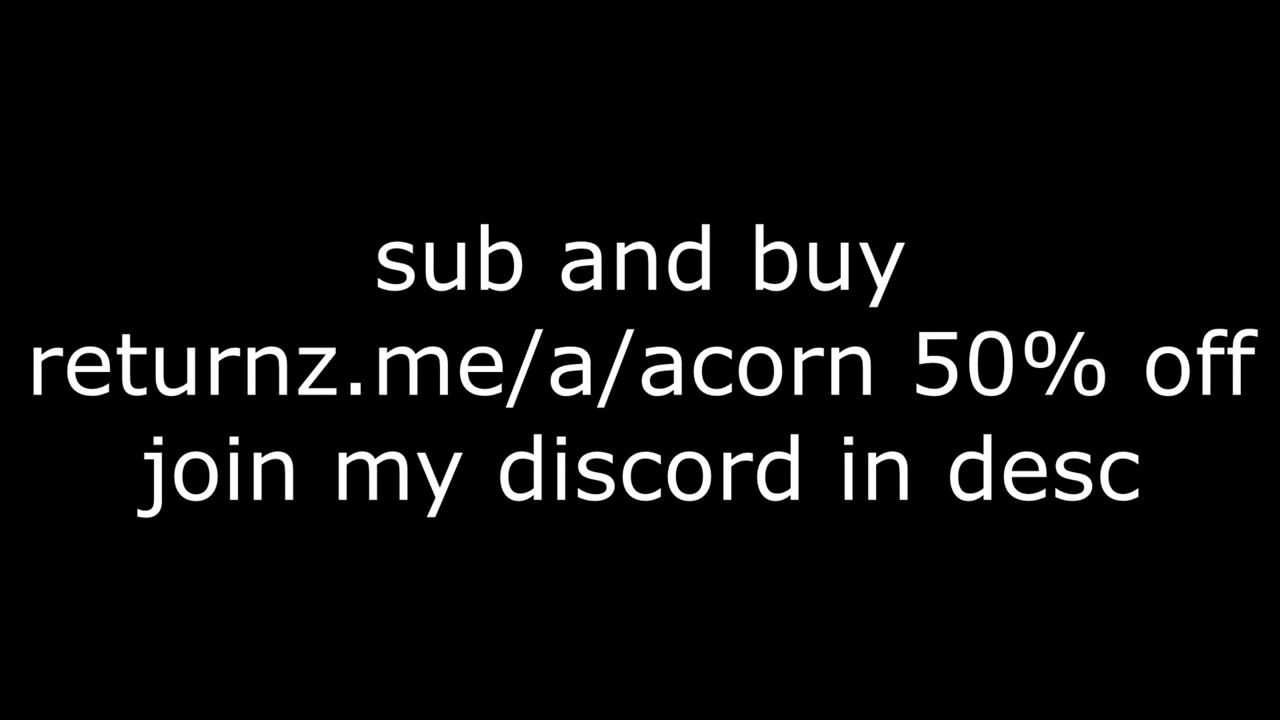 sub and buy
returnz.me/a/acorn 50% off
join my discord in desc